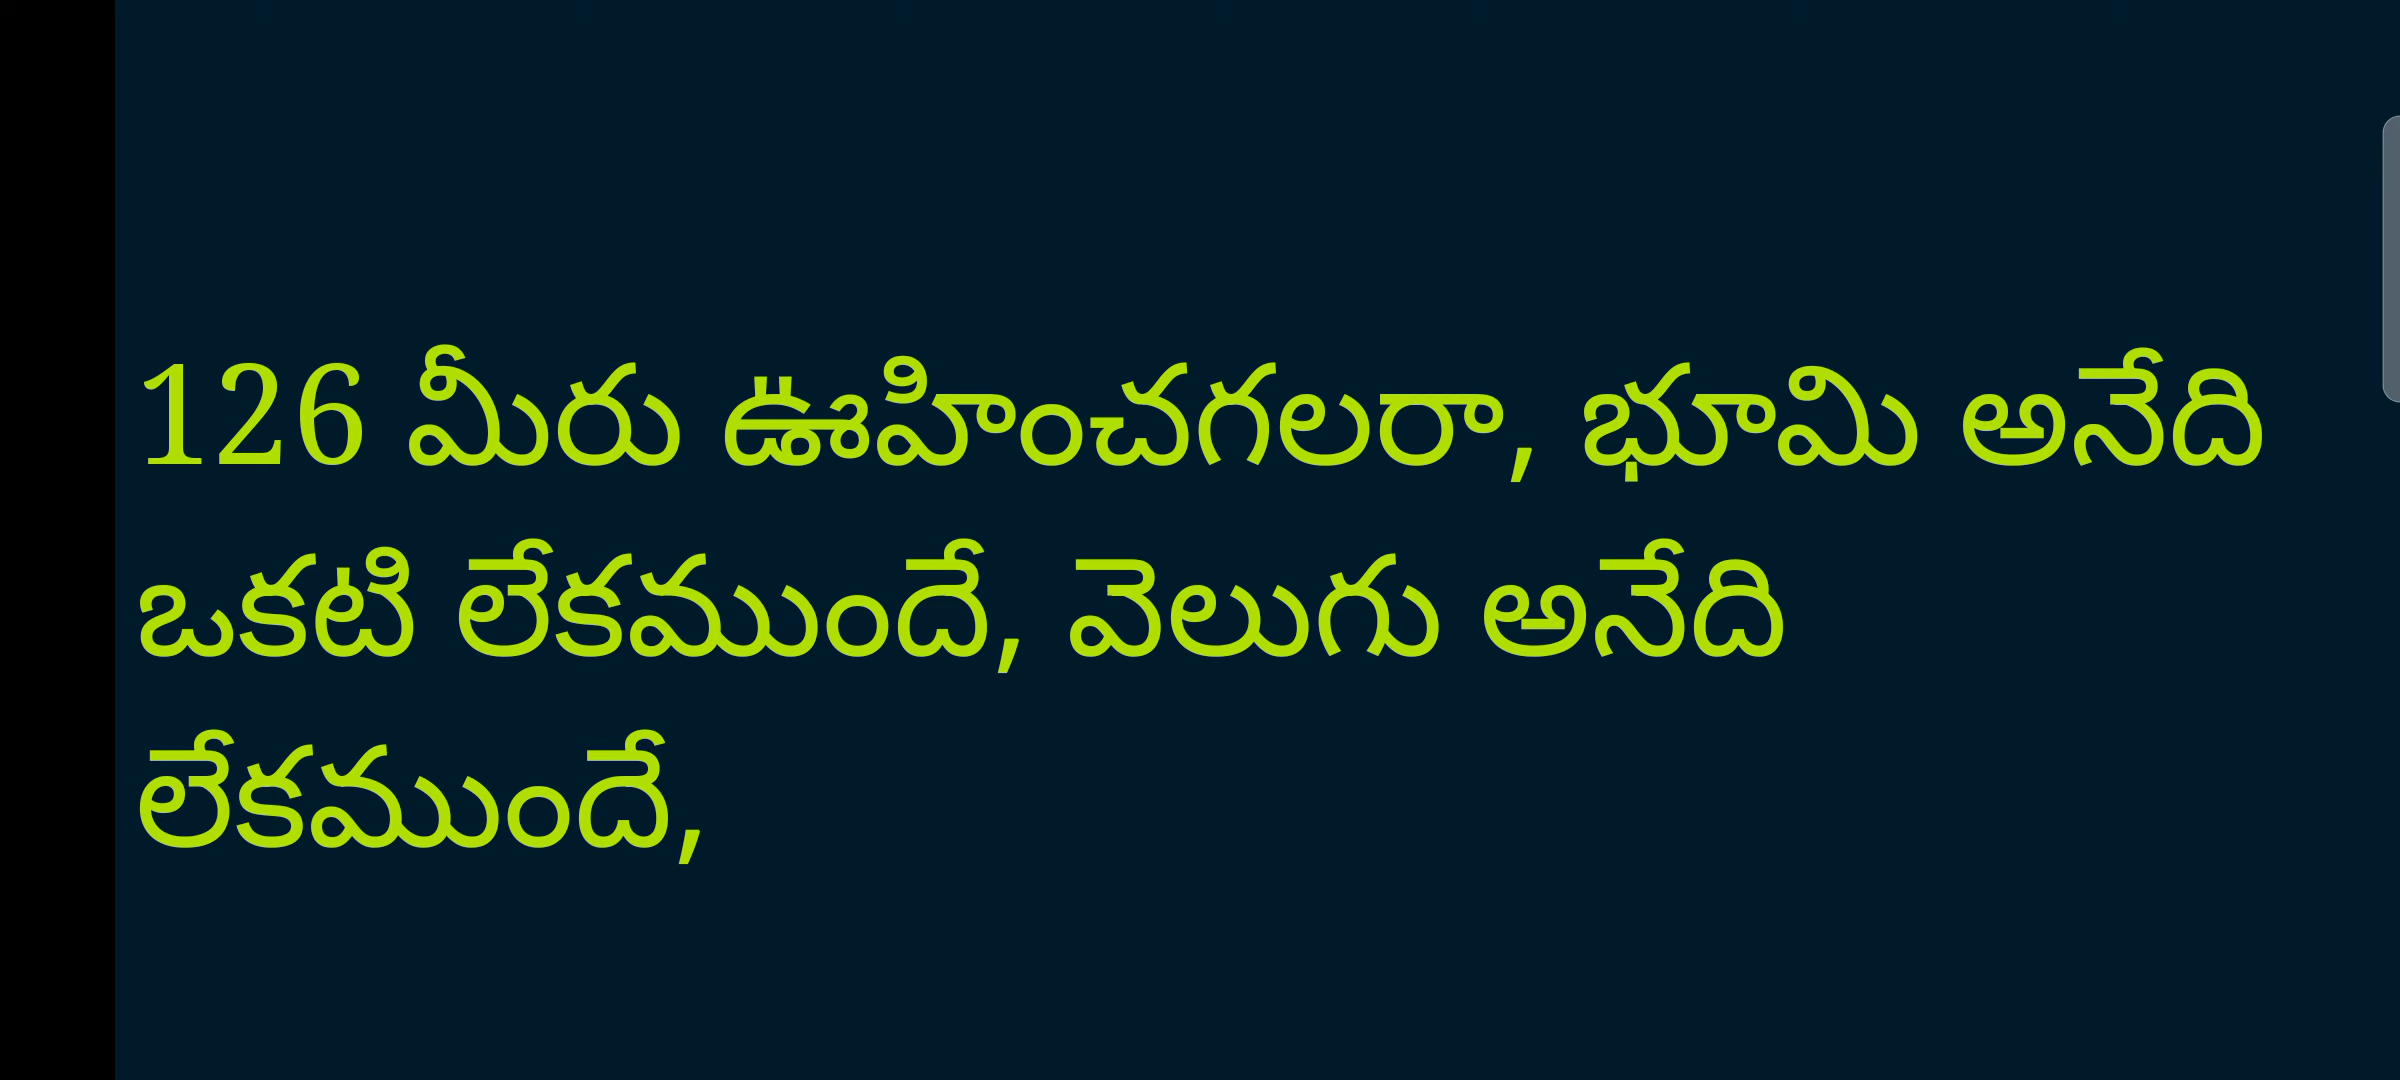 126 మీరు ఊహించగలరా, భూమి అనేది
ఒకటి లేకముందే, వెలుగు అనేది
లేకముందే,